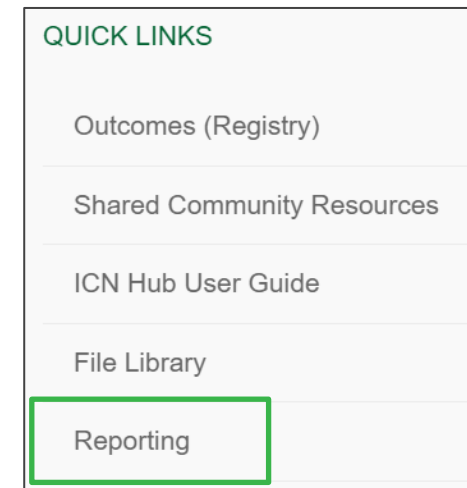 QUICK LINKS
Outcomes (Registry)
Shared Community Resources
ICN Hub User Guide
File Library
Reporting